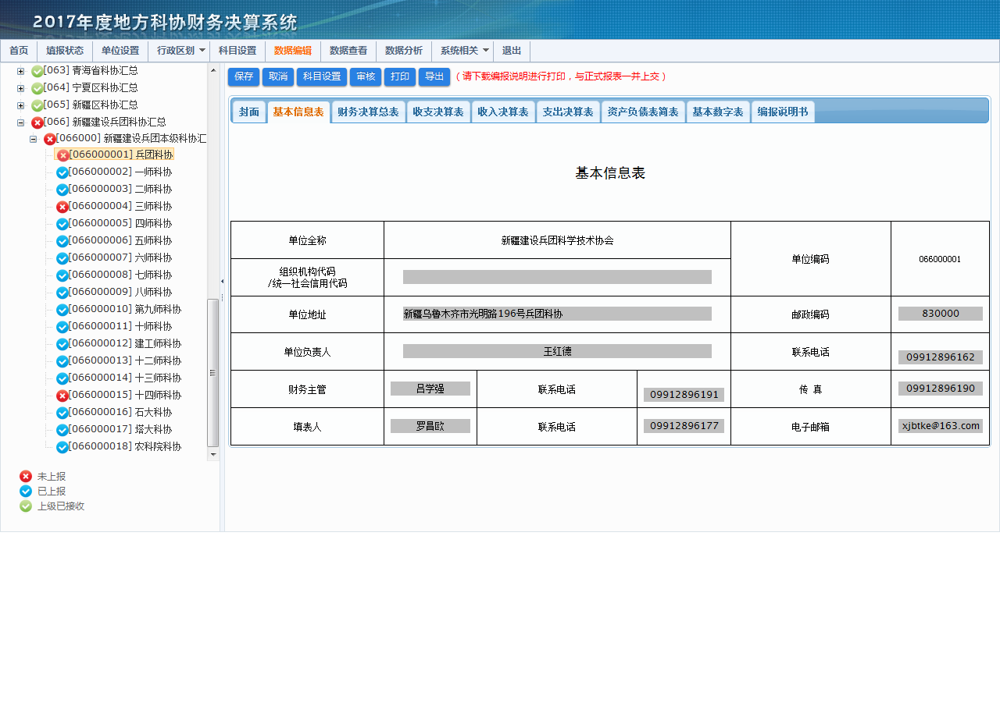 2017年度地方科协财务决算系统
首页 填报状态 单位设置 行政区划 科目设置 数据编辑 数据查看 数据分析 系统相关 退出
[063] 青海省科协汇总
[064] 宁夏区科协汇总
[065] 新疆区科协汇总
[066] 新疆建设兵团科协汇总
[066000] 新疆建设兵团本级科协汇
[066000001] 兵团科协
[066000002] 一师科协
[066000003] 二师科协
[066000004] 三师科协
[066000005] 四师科协
[066000006] 五师科协
[066000007] 六师科协
[066000008] 七师科协
[066000009] 八师科协
[066000010] 第九师科协
[066000011] 十师科协
[066000012] 建工师科协
[066000013] 十二师科协
[066000014] 十三师科协
[066000015] 十四师科协
[066000016] 石大科协
[066000017] 塔大科协
[066000018] 农科院科协
未上报
已上报
上级已接收
保存 取消 科目设置 审核 打印 导出 （请下载编报说明进行打印，与正式报表一并上交）
封面 基本信息表 财务决算总表 收支决算表 收入决算表 支出决算表 资产负债表简表 基本数字表 编报说明书
基本信息表
单位全称 新疆建设兵团科学技术协会 单位编码 066000001
组织机构代码
/统一社会信用代码
单位地址 新疆乌鲁木齐市光明路196号兵团科协 邮政编码 830000
单位负责人 王红德 联系电话 09912896162
财务主管 吕学强 联系电话 09912896191 传 真 09912896190
填表人 罗昌欧 联系电话 09912896177 电子邮箱 xjbtke@163.com